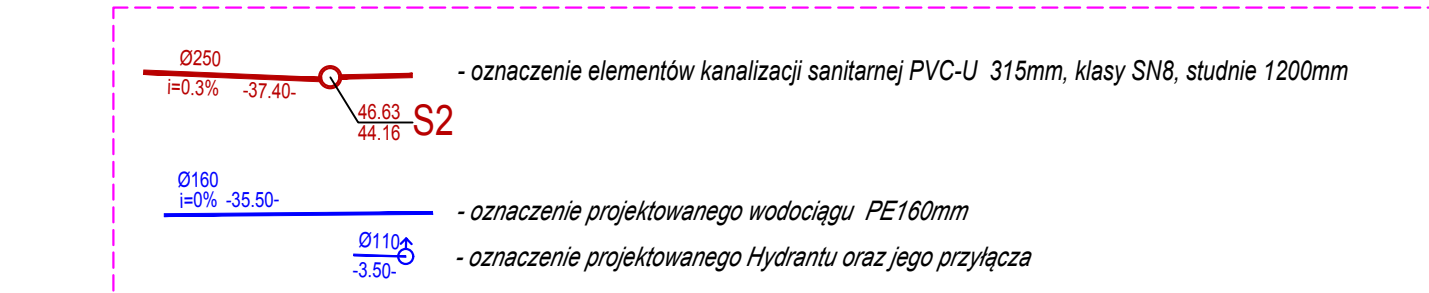 Ø250
i=0.3% -37.40-
- oznaczenie elementów kanalizacji sanitarnej PVC-U 315mm, klasy SN8, studnie 1200mm
46.63
44.16
S2
Ø160
i=0% -35.50-
- oznaczenie projektowanego wodociągu PE160mm
Ø110
-3.50-
- oznaczenie projektowanego Hydrantu oraz jego przyłącza